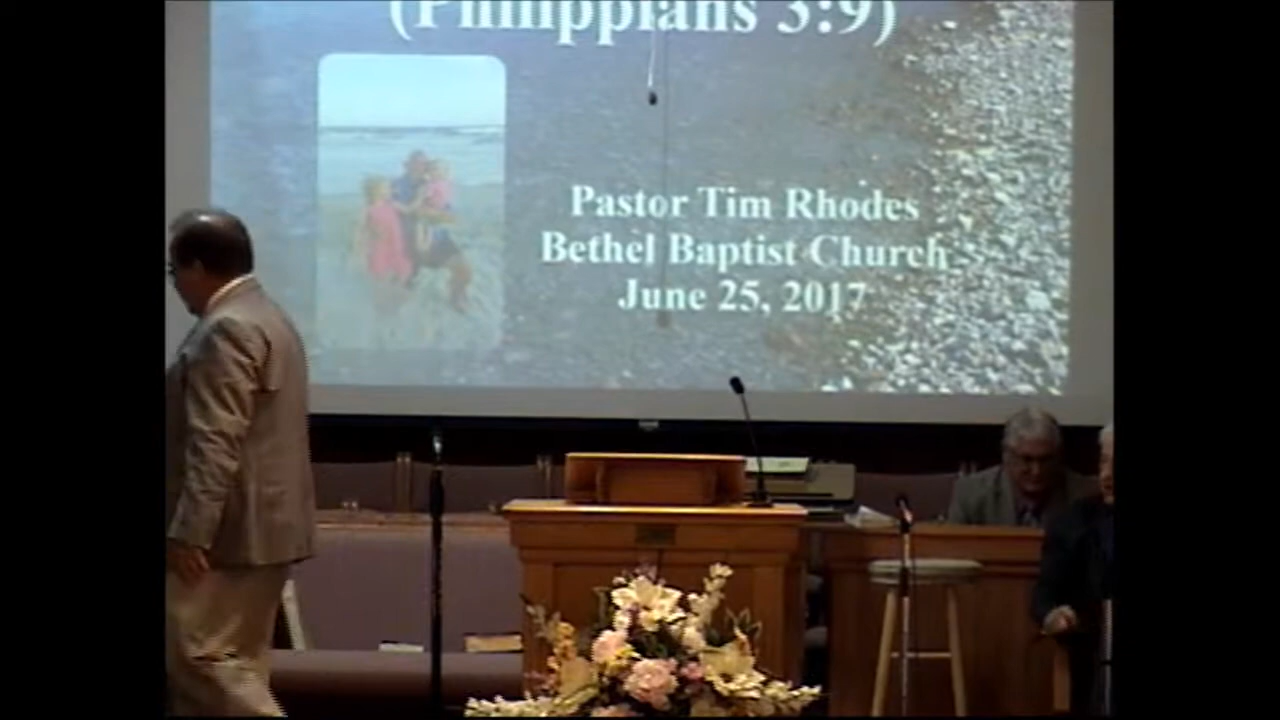 (Philippians 3:9)
Pastor Tim Rhodes
Bethel Baptist Church
June 25, 2017